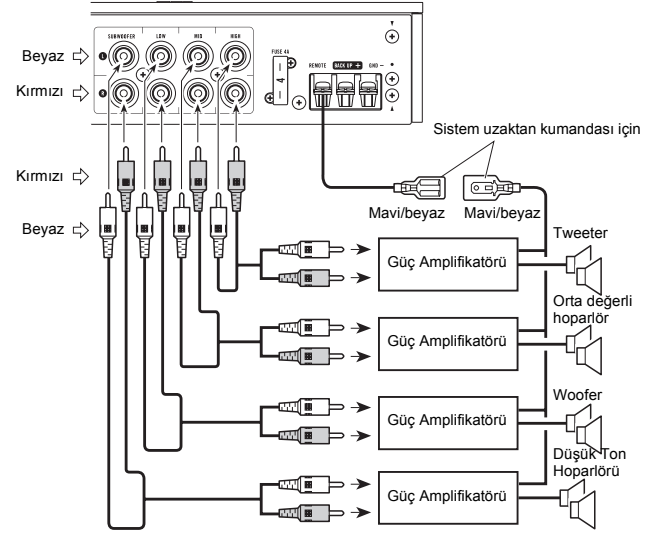 SUBWOOFER LOW MID HIGH
FUSE 4A
REMOTE BACK UP + GND –
L
R
4
Beyaz
Kırmızı
Kırmızı
Beyaz
Sistem uzaktan kumandası için
Mavi/beyaz
Mavi/beyaz
Güç Amplifikatörü
Tweeter
Güç Amplifikatörü
Orta değerli
hoparlör
Güç Amplifikatörü
Woofer
Güç Amplifikatörü
Düşük Ton
Hoparlörü